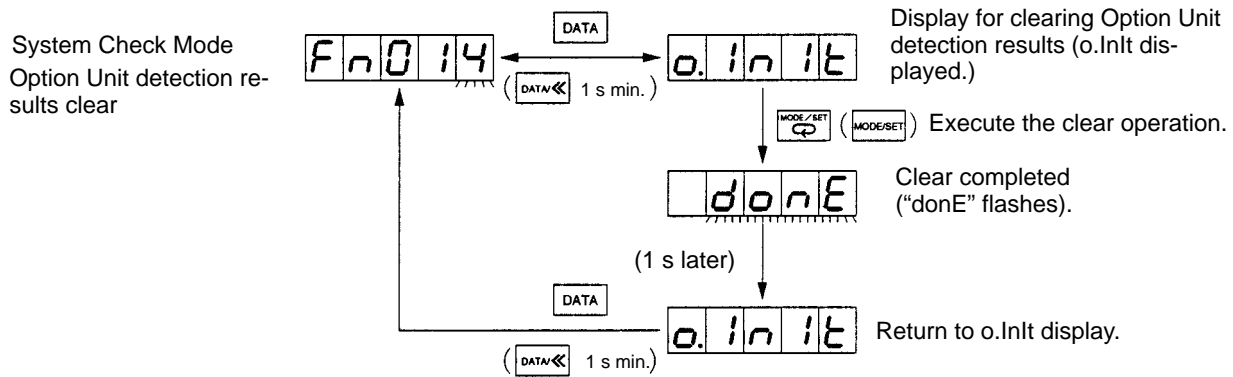 System Check Mode
Option Unit detection re-
sults clear
Fn014
DATA
( DATA/≪ 1 s min. )
o.InIt
Display for clearing Option Unit
detection results (o.InIt dis-
played.)
MODE/SET ( MODE/SET ) Execute the clear operation.
donE
Clear completed
(“donE” flashes).
(1 s later)
DATA
( DATA/≪ 1 s min.)
o.InIt
Return to o.InIt display.